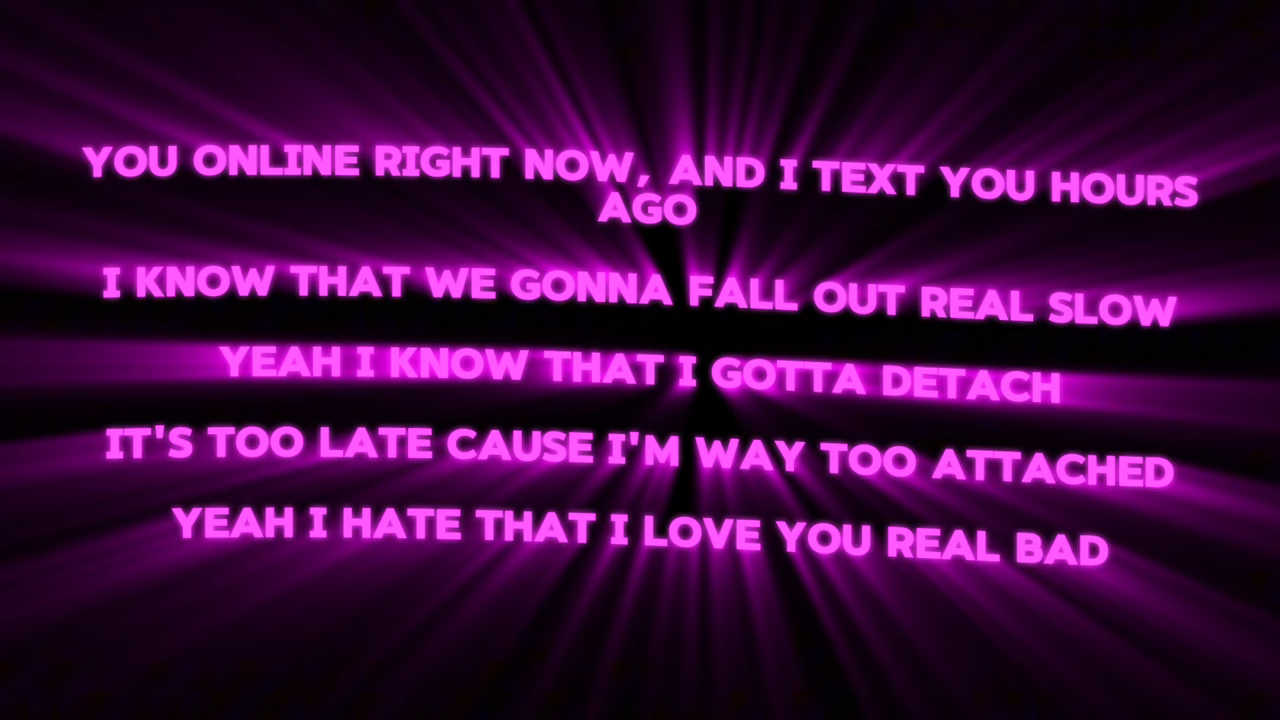 YOU ONLINE RIGHT NOW, AND I TEXT YOU HOURS
AGO
I KNOW THAT WE GONNA FALL OUT REAL SLOW
YEAH I KNOW THAT I GOTTA DETACH
IT'S TOO LATE CAUSE I'M WAY TOO ATTACHED
YEAH I HATE THAT I LOVE YOU REAL BAD